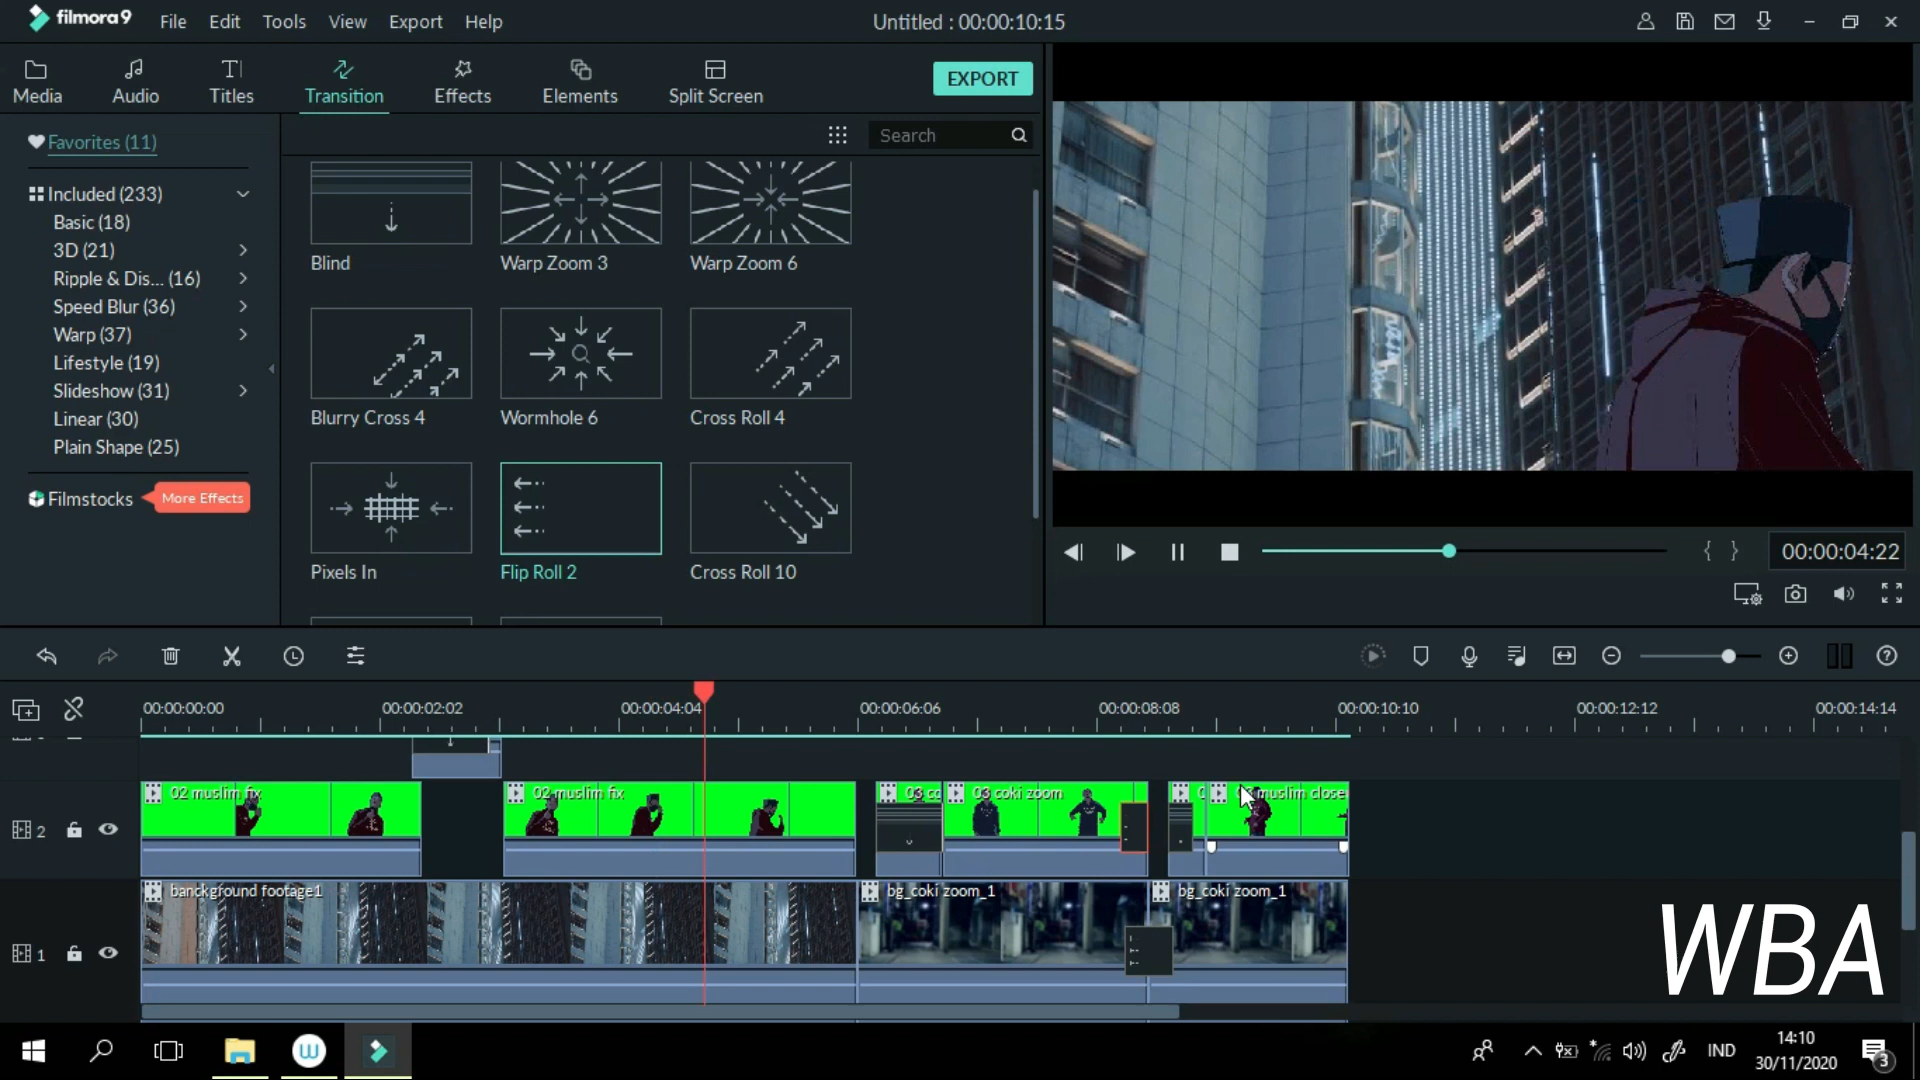 filmora9 File Edit Tools View Export Help
Untitled : 00:00:10:15
Media Audio Titles Transition Effects Elements Split Screen
EXPORT
Favorites (11)
Search
Included (233)
Basic (18)
3D (21)
Ripple & Dis... (16)
Speed Blur (36)
Warp (37)
Lifestyle (19)
Slideshow (31)
Linear (30)
Plain Shape (25)
Filmstocks More Effects
Blind Warp Zoom 3 Warp Zoom 6
Blurry Cross 4 Wormhole 6 Cross Roll 4
Pixels In Flip Roll 2 Cross Roll 10
{ } 00:00:04:22
00:00:00:00 00:00:02:02 00:00:04:04 00:00:06:06 00:00:08:08 00:00:10:10 00:00:12:12 00:00:14:14
2 02 muslim fix 02 muslim fix 03 co 03 coki zoom muslim close
1 banckground footage1 bg_coki zoom_1 bg_coki zoom_1
WBA
IND
14:10
30/11/2020
3